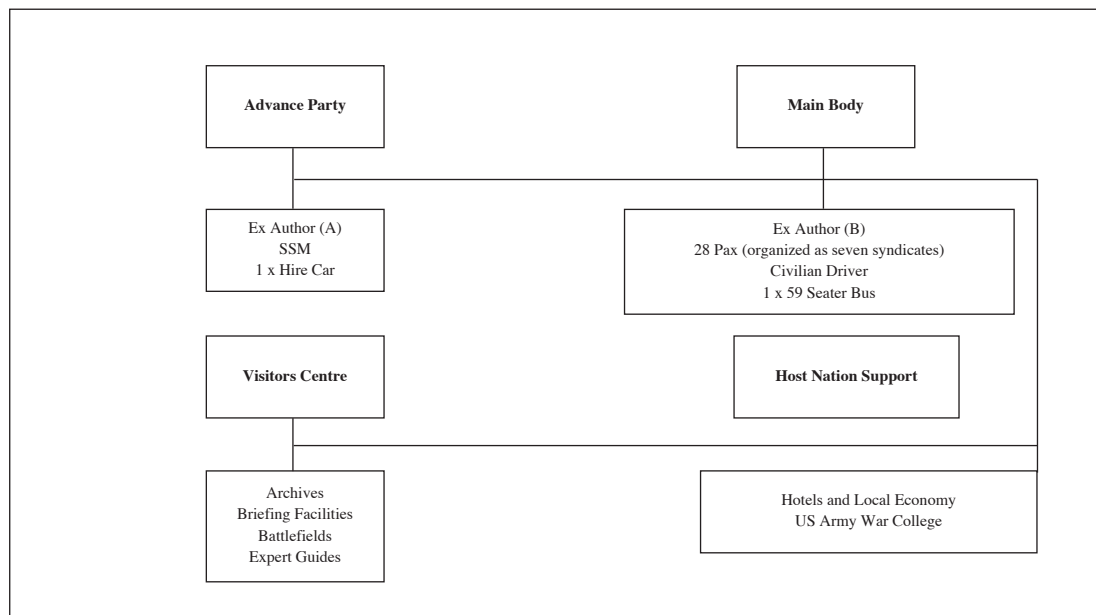 Advance Party
Main Body
Ex Author (A)
SSM
1 x Hire Car
Ex Author (B)
28 Pax (organized as seven syndicates)
Civilian Driver
1 x 59 Seater Bus
Visitors Centre
Host Nation Support
Archives
Briefing Facilities
Battlefields
Expert Guides
Hotels and Local Economy
US Army War College